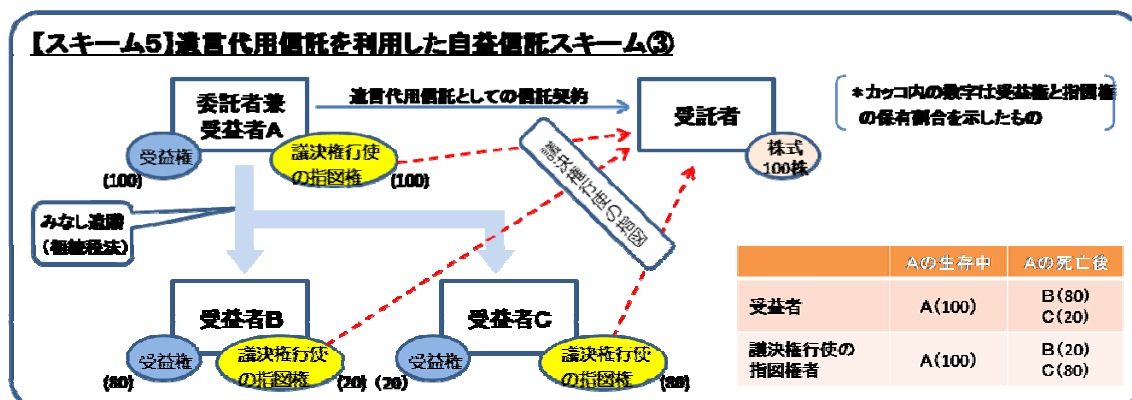 【スキーム5】遺言代用信託を利用した自益信託スキーム③
委託者兼
受益者A
遺言代用信託としての信託契約
受託者
*カッコ内の数字は受益権と指図権
の保有割合を示したもの
受益権
(100)
議決権行使
の指図権
(100)
株式
100株
議決権行使の指図
みなし遺贈
(相続税法)
受益者B
受益権
(80)
議決権行使
の指図権
(20)
受益者C
受益権
(20)
議決権行使
の指図権
(80)
Aの生存中 Aの死亡後
受益者 A(100) B(80)
C(20)
議決権行使の
指図権者 A(100) B(20)
C(80)